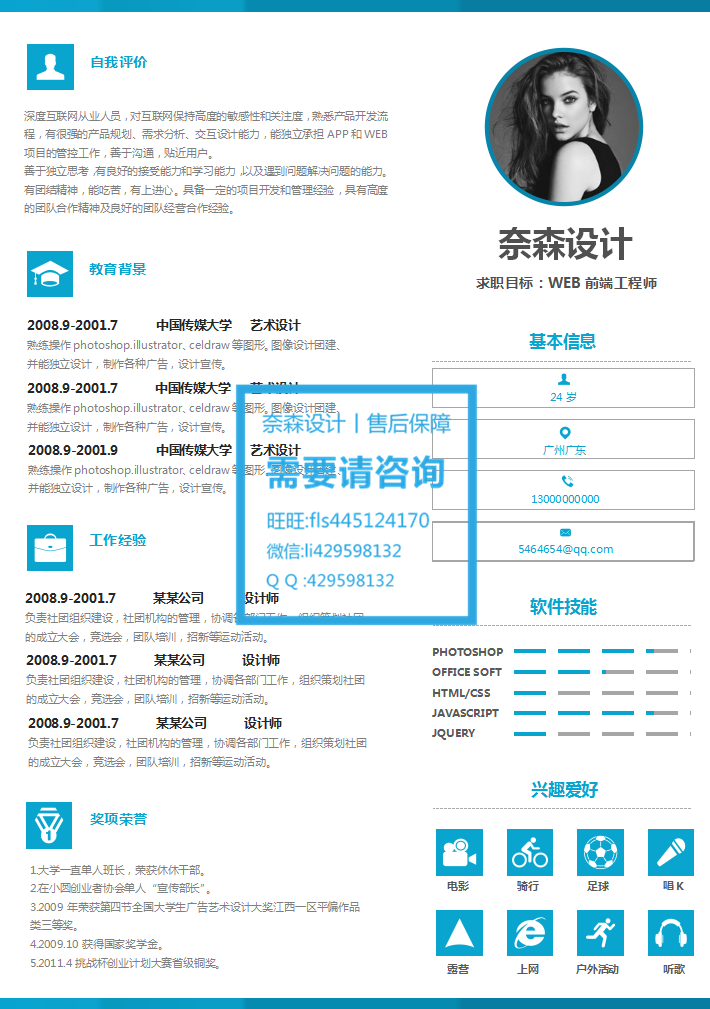 自我评价
深度互联网从业人员，对互联网保持高度的敏感性和关注度，熟悉产品开发流
程，有很强的产品规划、需求分析、交互设计能力，能独立承担 APP 和 WEB
项目的管控工作，善于沟通，贴近用户。
善于独立思考，有良好的接受能力和学习能力，以及遇到问题解决问题的能力。
有团结精神，能吃苦，有上进心。具备一定的项目开发和管理经验，具有高度
的团队合作精神及良好的团队经营合作经验。
教育背景
2008.9-2001.7 中国传媒大学 艺术设计
熟练操作 photoshop.illustrator、celdraw 等图形。图像设计团建、
并能独立设计，制作各种广告，设计宣传。
2008.9-2001.7 中国传媒大学 艺术设计
熟练操作 photoshop.illustrator、celdraw 等图形。图像设计团建、
并能独立设计，制作各种广告，设计宣传。
2008.9-2001.9 中国传媒大学 艺术设计
熟练操作 photoshop.illustrator、celdraw 等图形。图像设计团建、
并能独立设计，制作各种广告，设计宣传。
工作经验
2008.9-2001.7 某某公司 设计师
负责社团组织建设，社团机构的管理，协调各部门工作，组织策划社团
的成立大会，竞选会，团队培训，招新等运动活动。
2008.9-2001.7 某某公司 设计师
负责社团组织建设，社团机构的管理，协调各部门工作，组织策划社团
的成立大会，竞选会，团队培训，招新等运动活动。
2008.9-2001.7 某某公司 设计师
负责社团组织建设，社团机构的管理，协调各部门工作，组织策划社团
的成立大会，竞选会，团队培训，招新等运动活动。
1
奖项荣誉
1.大学一直单人班长，荣获休休干部。
2.在小圆创业者协会单人“宣传部长”。
3.2009 年荣获第四节全国大学生广告艺术设计大奖江西一区平偏作品
类三等奖。
4.2009.10 获得国家奖学金。
5.2011.4 挑战杯创业计划大赛省级铜奖。
奈森设计
求职目标：WEB 前端工程师
基本信息
24 岁
广州广东
13000000000
5464654@qq.com
软件技能
PHOTOSHOP
OFFICE SOFT
HTML/CSS
JAVASCRIPT
JQUERY
兴趣爱好
电影 骑行 足球 唱 K
露营 上网 户外活动 听歌
奈森设计丨售后保障
需要请咨询
旺旺:fls445124170
微信:li429598132
Q Q :429598132